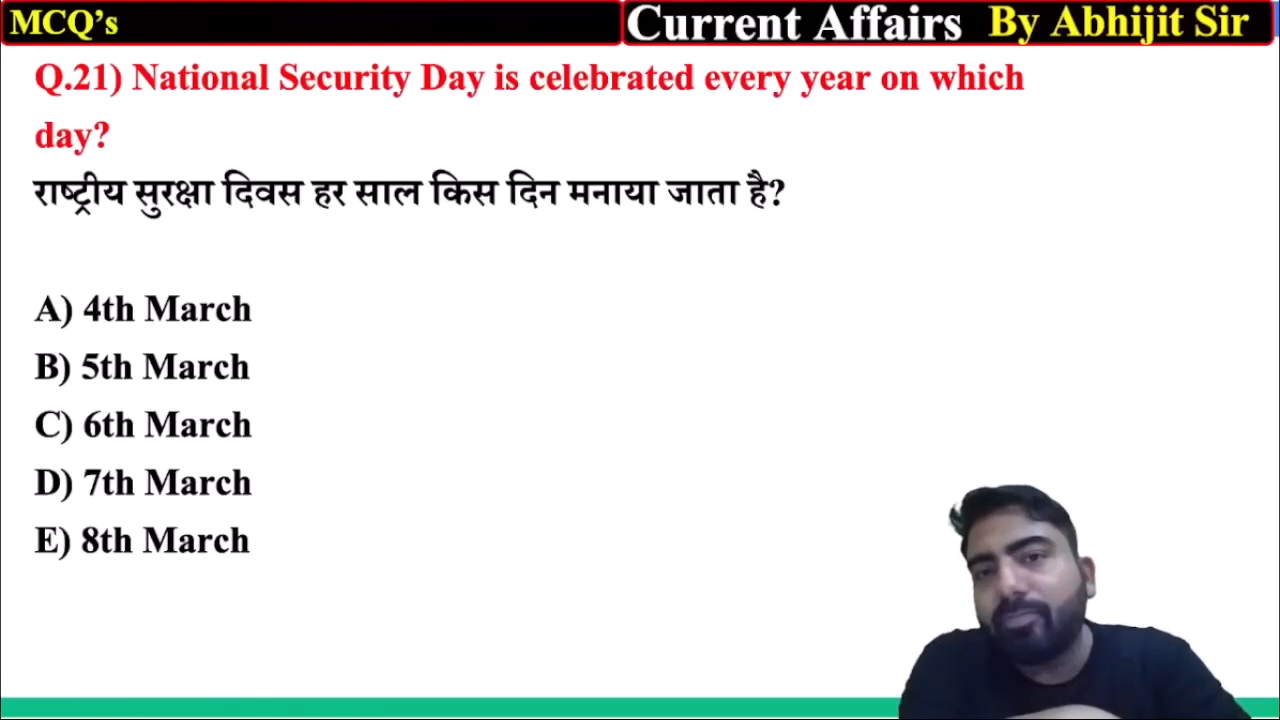 MCQ’s
Current Affairs By Abhijit Sir
Q.21) National Security Day is celebrated every year on which
day?
राष्ट्रीय सुरक्षा दिवस हर साल किस दिन मनाया जाता है?
A) 4th March
B) 5th March
C) 6th March
D) 7th March
E) 8th March